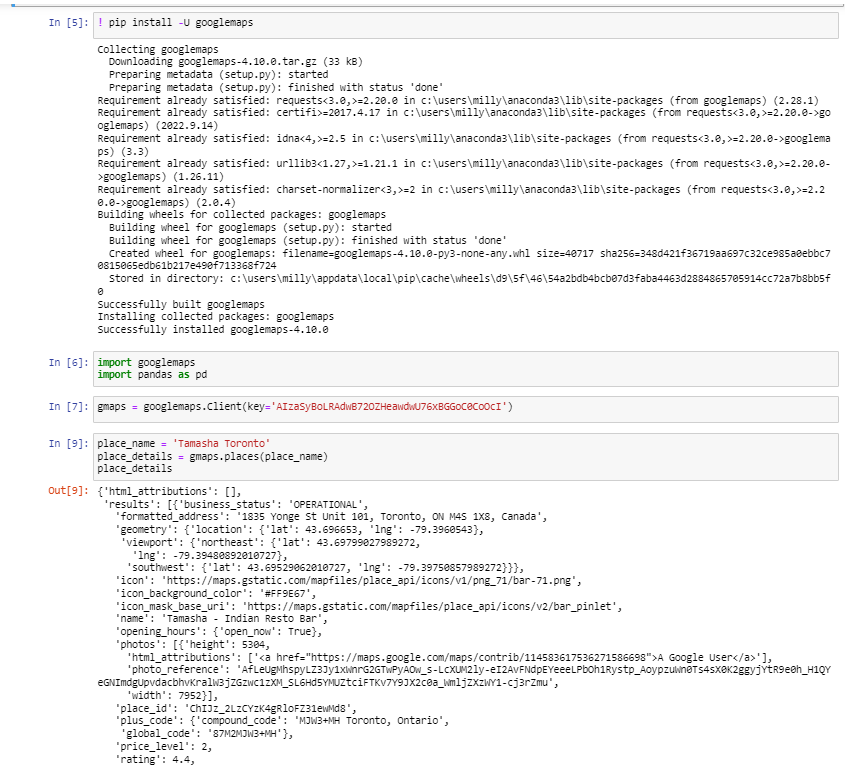 In [5]: ! pip install -U googlemaps
Collecting googlemaps
Downloading googlemaps-4.10.0.tar.gz (33 kB)
Preparing metadata (setup.py): started
Preparing metadata (setup.py): finished with status 'done'
Requirement already satisfied: requests<3.0,>=2.20.0 in c:\users\milly\anaconda3\lib\site-packages (from googlemaps) (2.28.1)
Requirement already satisfied: certifi>=2017.4.17 in c:\users\milly\anaconda3\lib\site-packages (from requests<3.0,>=2.20.0->go
oglemaps) (2022.9.14)
Requirement already satisfied: idna<4,>=2.5 in c:\users\milly\anaconda3\lib\site-packages (from requests<3.0,>=2.20.0->googlema
ps) (3.3)
Requirement already satisfied: urllib3<1.27,>=1.21.1 in c:\users\milly\anaconda3\lib\site-packages (from requests<3.0,>=2.20.0-
>googlemaps) (1.26.11)
Requirement already satisfied: charset-normalizer<3,>=2 in c:\users\milly\anaconda3\lib\site-packages (from requests<3.0,>=2.2
0.0->googlemaps) (2.0.4)
Building wheels for collected packages: googlemaps
Building wheel for googlemaps (setup.py): started
Building wheel for googlemaps (setup.py): finished with status 'done'
Created wheel for googlemaps: filename=googlemaps-4.10.0-py3-none-any.whl size=40717 sha256=348d421f36719aa697c32ce985a0ebbc7
0815065edb61b217e490f713368f724
Stored in directory: c:\users\milly\appdata\local\pip\cache\wheels\d9\5f\46\54a2bdb4bcb07d3faba4463d2884865705914cc72a7b8bb5f
0
Successfully built googlemaps
Installing collected packages: googlemaps
Successfully installed googlemaps-4.10.0
In [6]: import googlemaps
import pandas as pd
In [7]: gmaps = googlemaps.Client(key='')
In [9]: place_name = 'Tamasha Toronto'
place_details = gmaps.places(place_name)
place_details
Out[9]: {'html_attributions': [],
'results': [{'business_status': 'OPERATIONAL',
'formatted_address': '1835 Yonge St Unit 101, Toronto, ON M4S 1X8, Canada',
'geometry': {'location': {'lat': 43.696653, 'lng': -79.3960543},
'viewport': {'northeast': {'lat': 43.69799027989272,
'lng': -79.39480892010727},
'southwest': {'lat': 43.69529062010727, 'lng': -79.39750857989272}}},
'icon': 'https://maps.gstatic.com/mapfiles/place_api/icons/v1/png_71/bar-71.png',
'icon_background_color': '#FF9E67',
'icon_mask_base_uri': 'https://maps.gstatic.com/mapfiles/place_api/icons/v2/bar_pinlet',
'name': 'Tamasha - Indian Resto Bar',
'opening_hours': {'open_now': True},
'photos': [{'height': 5304,
'html_attributions': ['<a href="https://maps.google.com/maps/contrib/114583617536271586698">A Google User</a>'],
'photo_reference':
'width': 7952}],
'place_id': 'ChIJz_2LzCYzK4gRloFZ31ewMd8',
'plus_code': {'compound_code': 'MJW3+MH Toronto, Ontario',
'global_code': '87M2MJW3+MH'},
'price_level': 2,
'rating': 4.4,